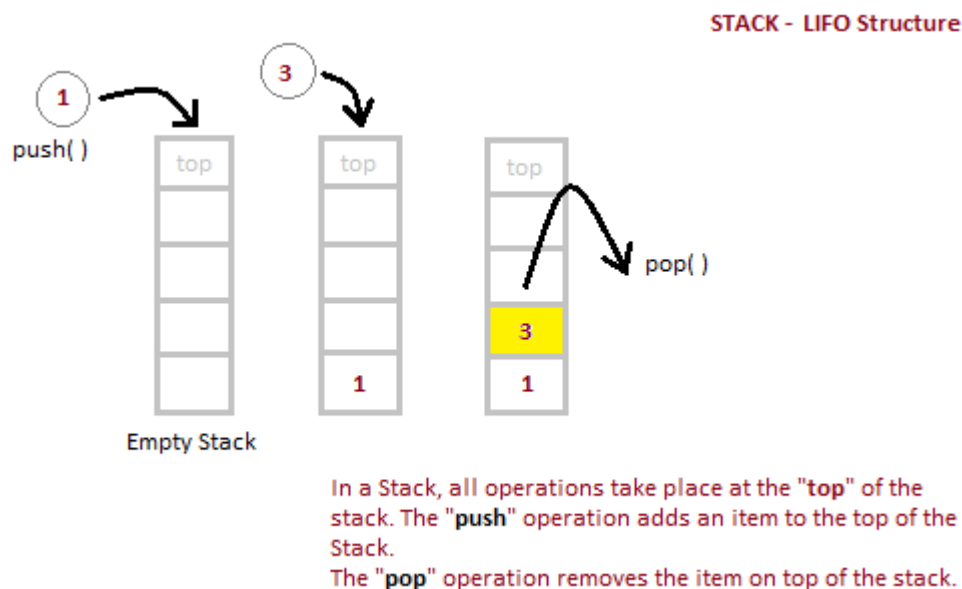 STACK - LIFO Structure
3
1
push( )
top
top
top
pop( )
3
1
1
Empty Stack
In a Stack, all operations take place at the "top" of the
stack. The "push" operation adds an item to the top of the
Stack.
The "pop" operation removes the item on top of the stack.